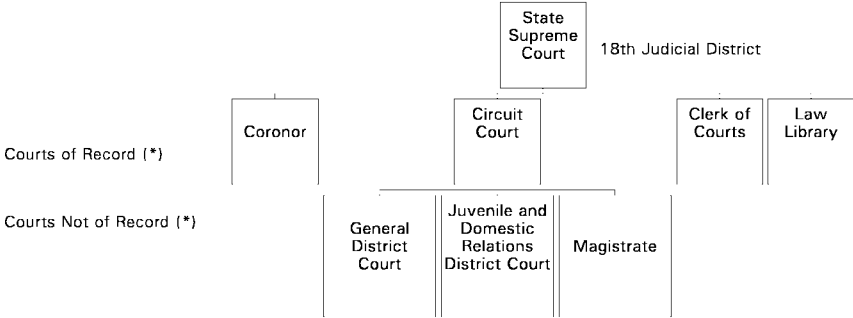 State
Supreme
Court
18th Judicial District
Coronor
Circuit
Court
Clerk of
Courts
Law
Library
Courts of Record (*)
Courts Not of Record (*)
General
District
Court
Juvenile and
Domestic
Relations
District Court
Magistrate